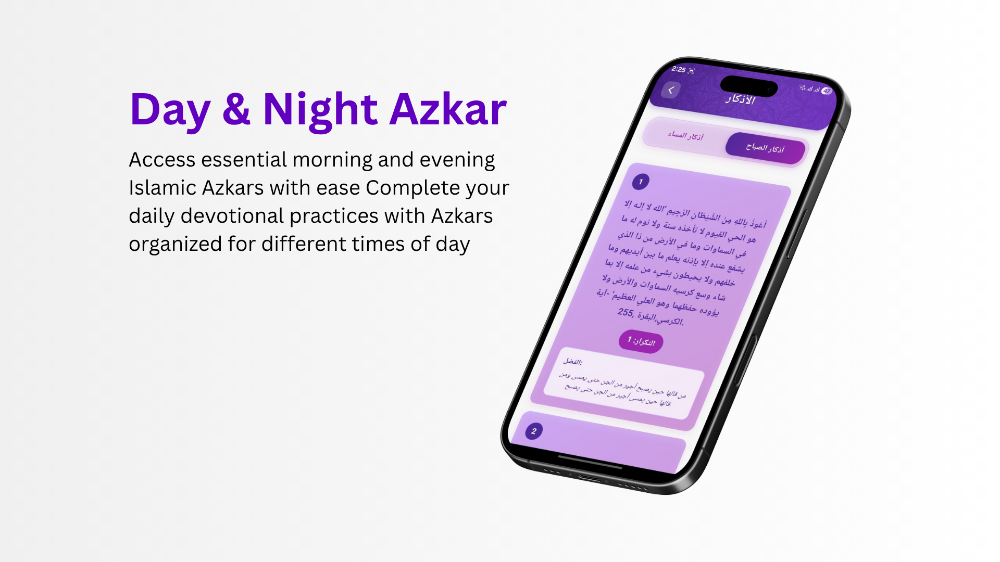 Day & Night Azkar
Access essential morning and evening
Islamic Azkars with ease Complete your
daily devotional practices with Azkars
organized for different times of day
2:25
47
الأذكار
أذكار الصباح
أذكار المساء
1
أعوذُ بِاللهِ مِنْ الشَّيْطَانِ الرَّجِيمِ 'الله لا إلـه إلا
هو الحي القيوم لا تأخذه سنة ولا نوم له ما
في السماوات وما في الأرض من ذا الذي
يشفع عنده إلا بإذنه يعلم ما بين أيديهم وما
خلفهم ولا يحيطون بشيء من علمه إلا بما
شاء وسع كرسيه السماوات والأرض ولا
يؤوده حفظهما وهو العلي العظيم' -آية
.الكرسي,البقرة ,255
التكرار: 1
الفضل:
من قالها حين يصبح أجير من الجن حتى يمسى ومن
.قالها حين يمسى أجير من الجن حتى يصبح
2